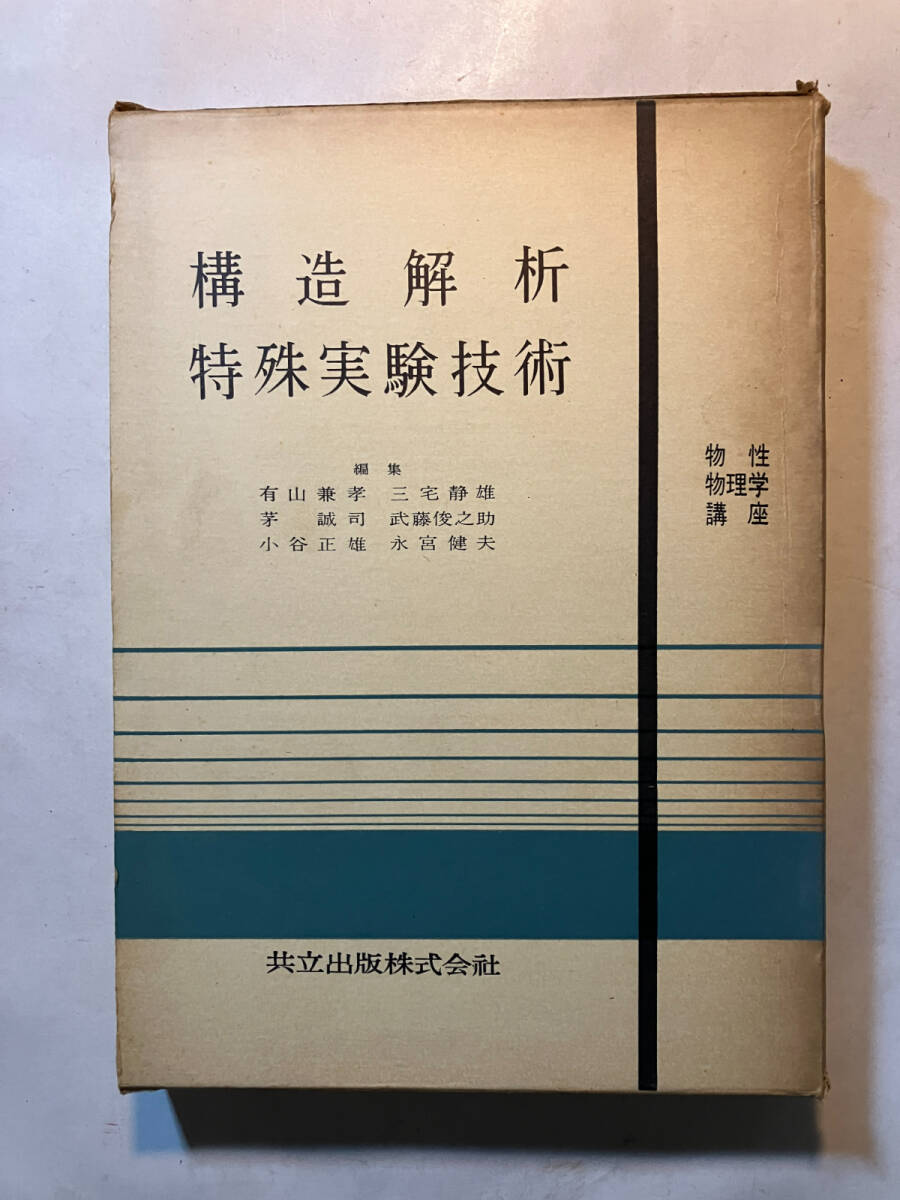 構造解析
特殊実験技術
編集
有山兼孝 三宅静雄
茅誠司 武藤俊之助
小谷正雄 永宮健夫
物性
物理学
講座
共立出版株式会社